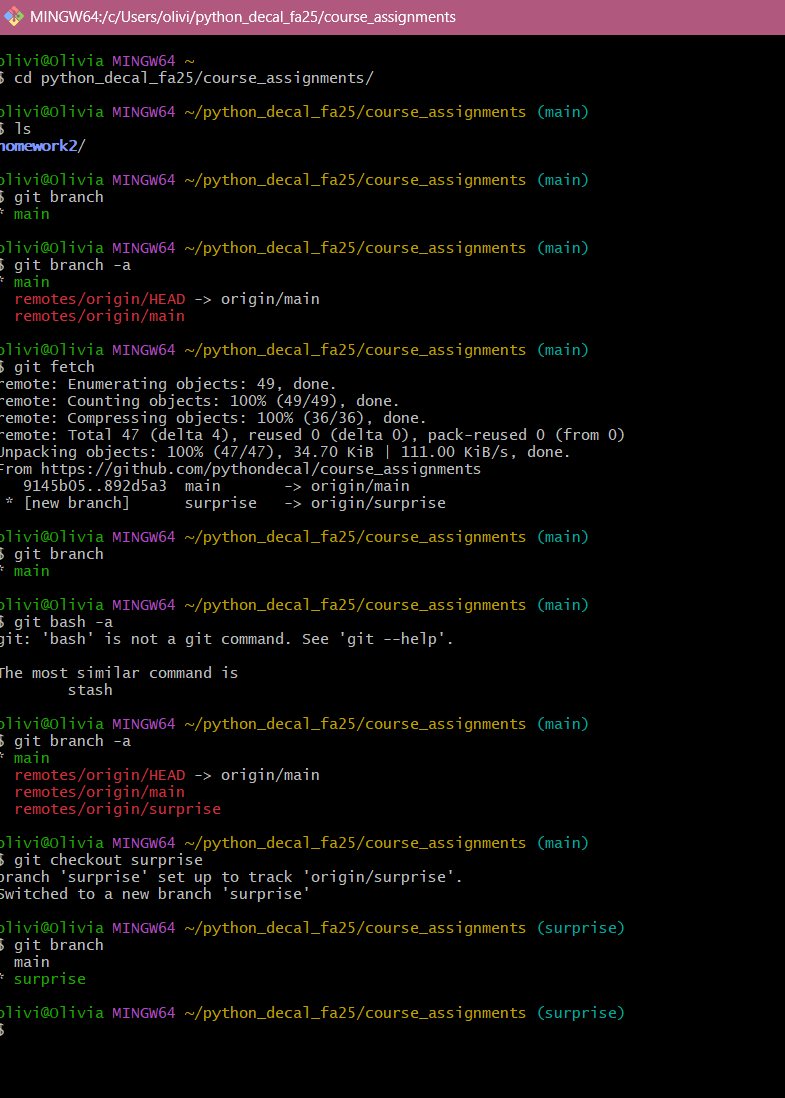 MINGW64:/c/Users/olivi/python_decal_fa25/course_assignments
olivi@Olivia MINGW64 ~
$ cd python_decal_fa25/course_assignments/
olivi@Olivia MINGW64 ~/python_decal_fa25/course_assignments (main)
$ ls
homework2/
olivi@Olivia MINGW64 ~/python_decal_fa25/course_assignments (main)
$ git branch
* main
olivi@Olivia MINGW64 ~/python_decal_fa25/course_assignments (main)
$ git branch -a
* main
remotes/origin/HEAD -> origin/main
remotes/origin/main
olivi@Olivia MINGW64 ~/python_decal_fa25/course_assignments (main)
$ git fetch
remote: Enumerating objects: 49, done.
remote: Counting objects: 100% (49/49), done.
remote: Compressing objects: 100% (36/36), done.
remote: Total 47 (delta 4), reused 0 (delta 0), pack-reused 0 (from 0)
Unpacking objects: 100% (47/47), 34.70 KiB | 111.00 KiB/s, done.
From https://github.com/pythondecal/course_assignments
9145b05..892d5a3  main       -> origin/main
* [new branch]      surprise   -> origin/surprise
olivi@Olivia MINGW64 ~/python_decal_fa25/course_assignments (main)
$ git branch
* main
olivi@Olivia MINGW64 ~/python_decal_fa25/course_assignments (main)
$ git bash -a
git: 'bash' is not a git command. See 'git --help'.
The most similar command is
stash
olivi@Olivia MINGW64 ~/python_decal_fa25/course_assignments (main)
$ git branch -a
* main
remotes/origin/HEAD -> origin/main
remotes/origin/main
remotes/origin/surprise
olivi@Olivia MINGW64 ~/python_decal_fa25/course_assignments (main)
$ git checkout surprise
branch 'surprise' set up to track 'origin/surprise'.
Switched to a new branch 'surprise'
olivi@Olivia MINGW64 ~/python_decal_fa25/course_assignments (surprise)
$ git branch
main
* surprise
olivi@Olivia MINGW64 ~/python_decal_fa25/course_assignments (surprise)
$